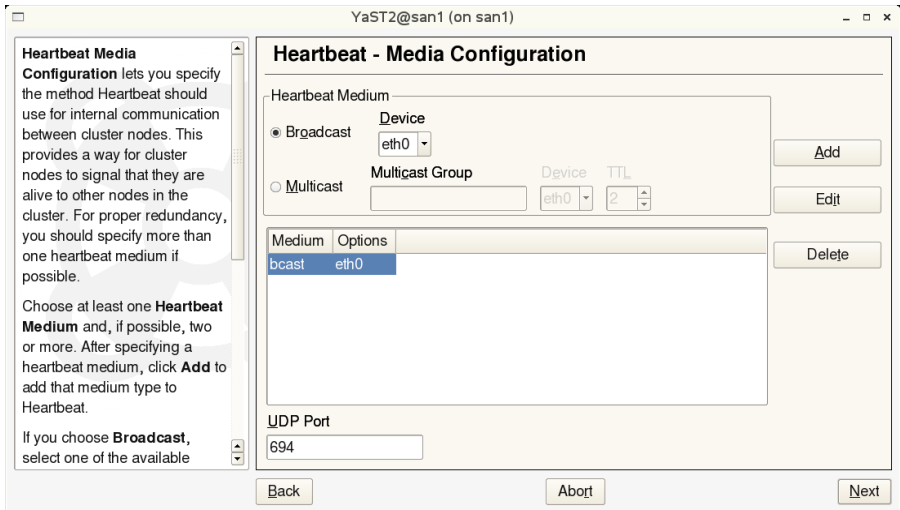 YaST2@san1 (on san1)
Heartbeat Media
Configuration lets you specify
the method Heartbeat should
use for internal communication
between cluster nodes. This
provides a way for cluster
nodes to signal that they are
alive to other nodes in the
cluster. For proper redundancy,
you should specify more than
one heartbeat medium if
possible.
Choose at least one Heartbeat
Medium and, if possible, two
or more. After specifying a
heartbeat medium, click Add to
add that medium type to
Heartbeat.
If you choose Broadcast,
select one of the available
Heartbeat - Media Configuration
Heartbeat Medium
Broadcast
Device
eth0
Multicast
Multicast Group
Device
eth0
TTL
2
Add
Edit
Delete
Medium Options
bcast eth0
UDP Port
694
Back
Abort
Next